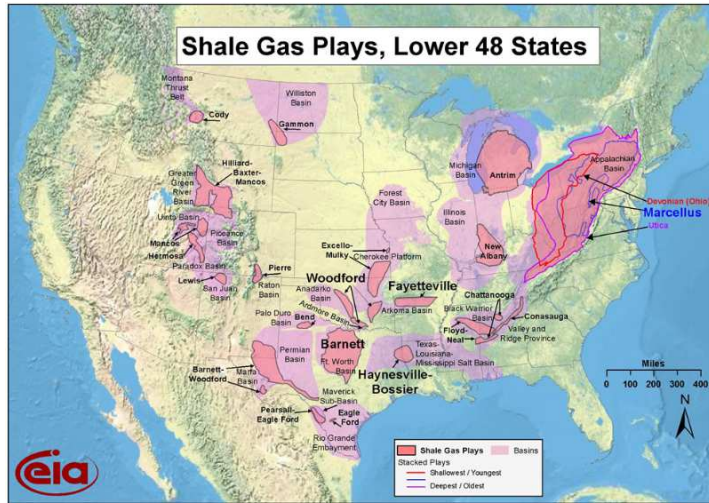 Shale Gas Plays, Lower 48 States
Montana
Thrust
Belt
Cody
Williston
Basin
Gammon
Hilliard-
Baxter-
Mancos
Greater
Green
River
Basin
Uinta Basin
Piceance
Basin
Mancos
Hermosa
Paradox Basin
Lewis
San Juan
Basin
Pierre
Raton
Basin
Forest
City Basin
Excello-
Mulky
Cherokee Platform
Michigan
Basin
Antrim
Illinois
Basin
New
Albany
Appalachian
Basin
Devonian (Ohio)
Marcellus
Utica
Woodford
Anadarko
Basin
Ardmore Basin
Palo Duro
Basin
Bend
Fayetteville
Arkoma Basin
Chattanooga
Black Warrior
Basin
Floyd-
Neal
Conasauga
Valley and
Ridge Province
Barnett
Ft. Worth
Basin
Permian
Basin
Barnett-
Woodford
Marfa
Basin
Haynesville-
Bossier
Texas-
Louisiana-
Mississippi Salt Basin
Maverick
Sub-Basin
Pearsall-
Eagle Ford
Eagle
Ford
Rio Grande
Embayment
Miles
0 100 200 300 400
N
Shale Gas Plays
Basins
Stacked Plays
Shallowest / Youngest
Deepest / Oldest
eia